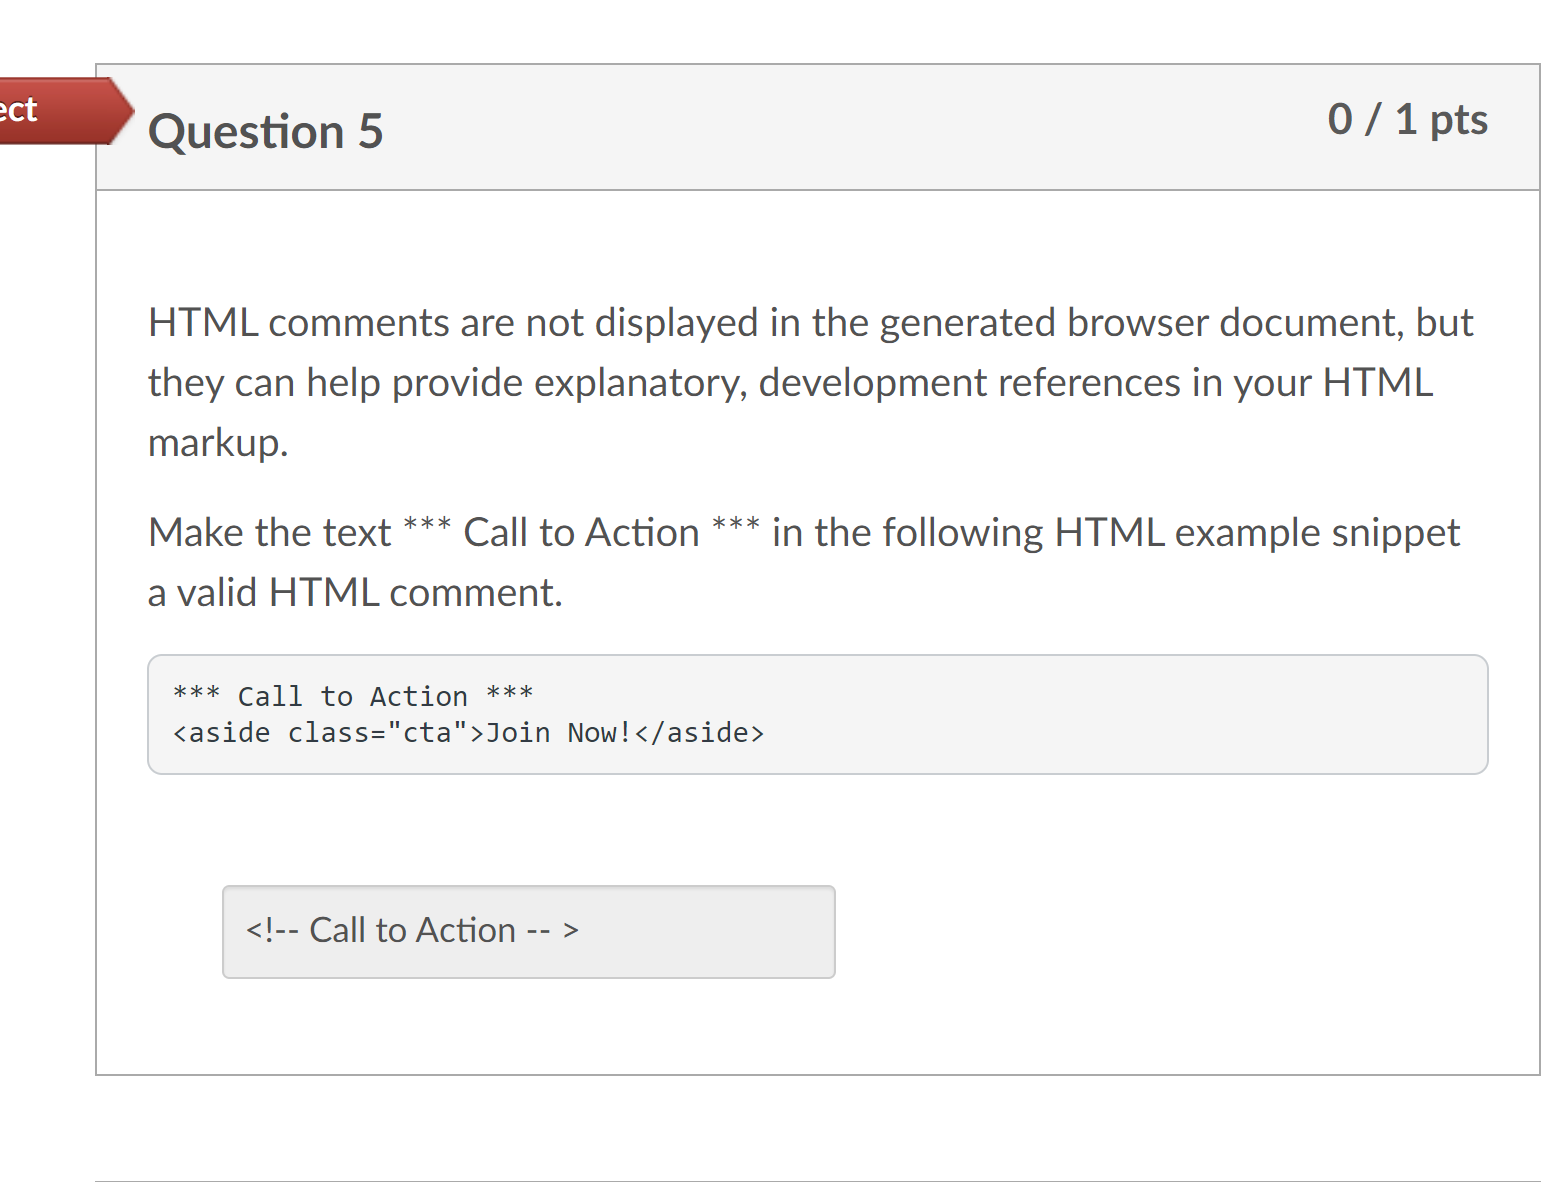 ect
Question 5
0 / 1 pts
HTML comments are not displayed in the generated browser document, but
they can help provide explanatory, development references in your HTML
markup.
Make the text *** Call to Action *** in the following HTML example snippet
a valid HTML comment.
*** Call to Action ***
<aside class="cta">Join Now!</aside>
<!-- Call to Action -- >